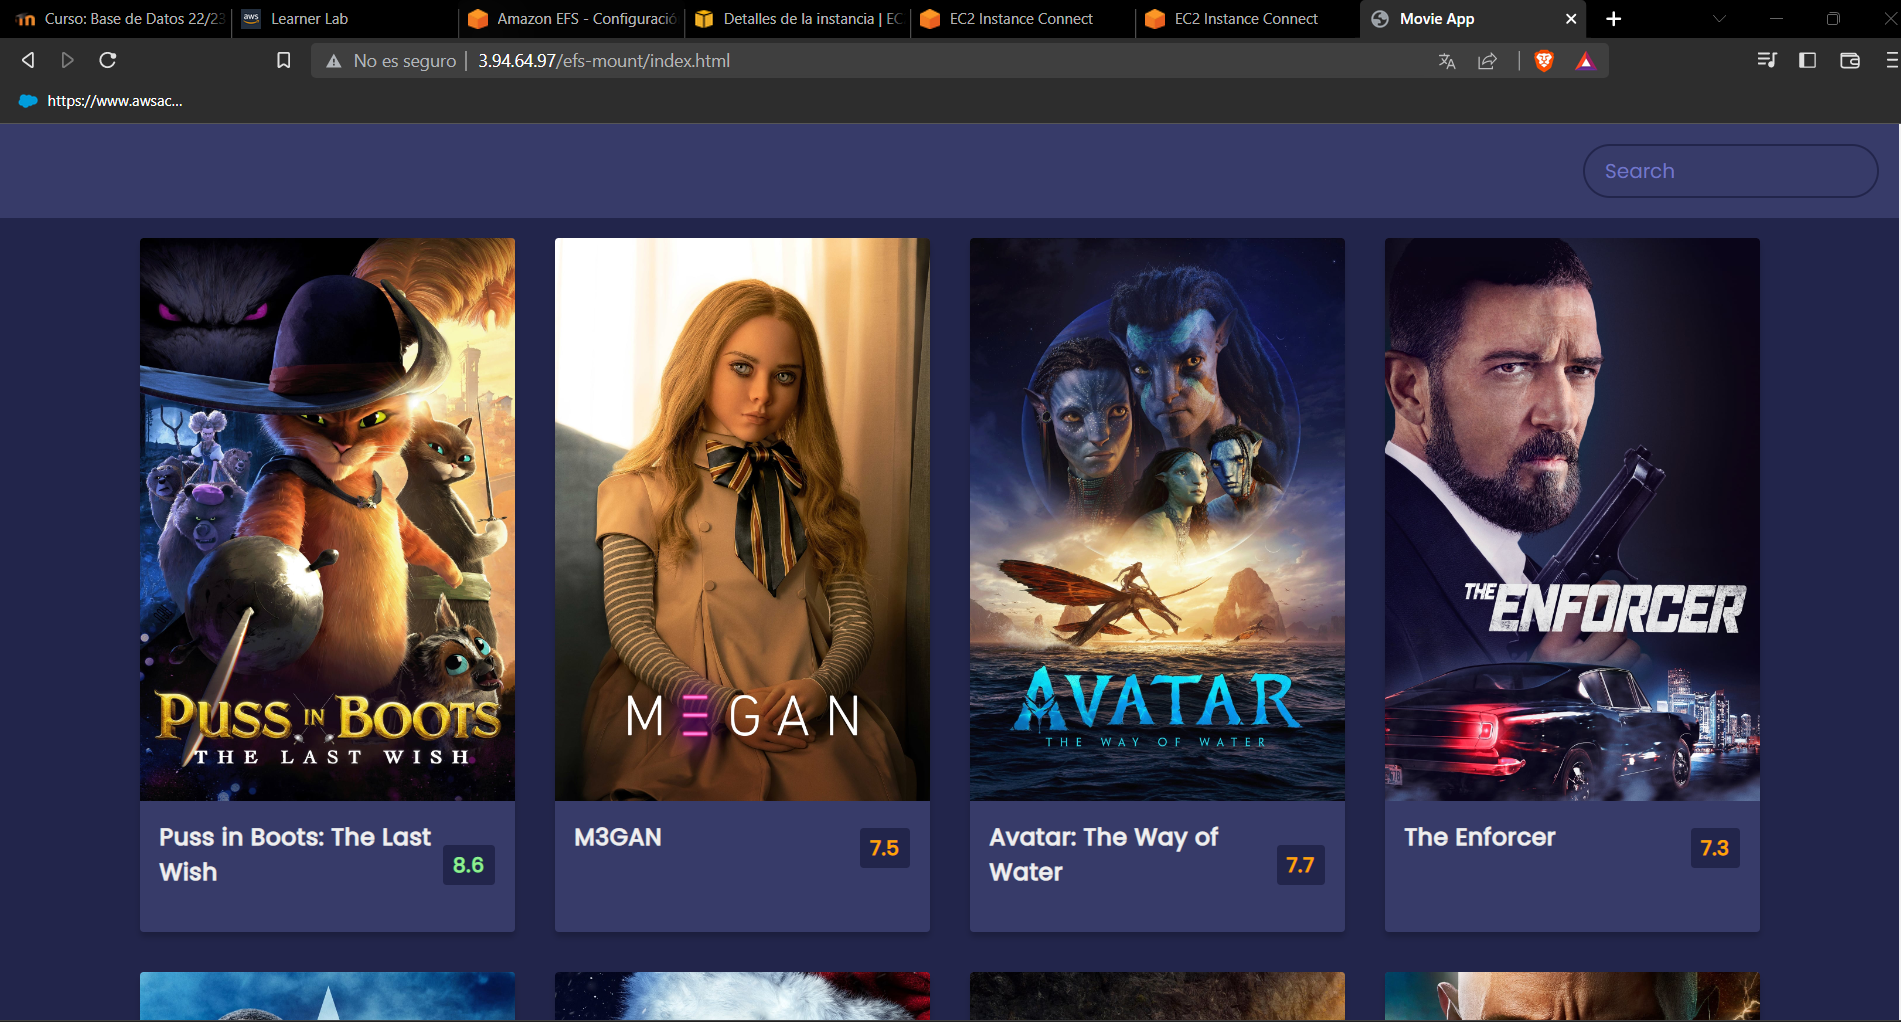 Curso: Base de Datos 22/23
aws
Learner Lab
Amazon EFS - Configuració
Detalles de la instancia | EC
EC2 Instance Connect
EC2 Instance Connect
Movie App
No es seguro
3.94.64.97/efs-mount/index.html
https://www.awsac...
Search
PUSS IN BOOTS
THE LAST WISH
M3GAN
AVATAR
THE WAY OF WATER
THE ENFORCER
Puss in Boots: The Last
Wish
8.6
M3GAN
7.5
Avatar: The Way of
Water
7.7
The Enforcer
7.3